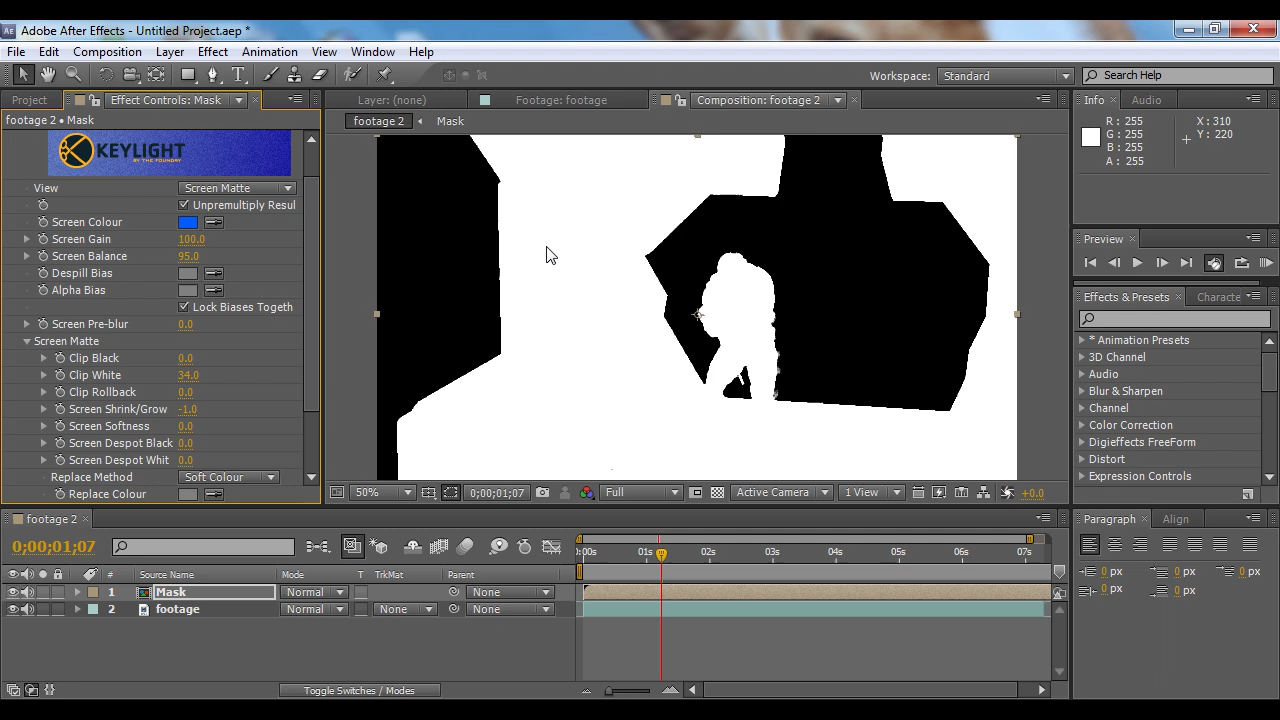 Adobe After Effects - Untitled Project.aep *
File Edit Composition Layer Effect Animation View Window Help
Workspace: Standard Search Help
Project Effect Controls: Mask Layer: (none) Footage: footage Composition: footage 2 Info Audio
footage 2 • Mask
footage 2 Mask
R : 255 X : 310
G : 255 Y : 220
B : 255
A : 255
KEYLIGHT
BY THE FOUNDRY
View Screen Matte
Unpremultiply Resul
Screen Colour
Screen Gain 100.0
Screen Balance 95.0
Despill Bias
Alpha Bias
Lock Biases Togeth
Screen Pre-blur 0.0
Screen Matte
Clip Black 0.0
Clip White 34.0
Clip Rollback 0.0
Screen Shrink/Grow -1.0
Screen Softness 0.0
Screen Despot Black 0.0
Screen Despot Whit 0.0
Replace Method Soft Colour
Replace Colour
Preview
Effects & Presets Characte
* Animation Presets
3D Channel
Audio
Blur & Sharpen
Channel
Color Correction
Digieffects FreeForm
Distort
Expression Controls
50% 0;00;01;07 Full Active Camera 1 View +0.0
footage 2
Paragraph Align
0;00;01;07
:00s 01s 02s 03s 04s 05s 06s 07s
# Source Name Mode T TrkMat Parent
1 Mask Normal None
2 footage Normal None None
0 px 0 px 0 px
0 px 0 px
Toggle Switches / Modes